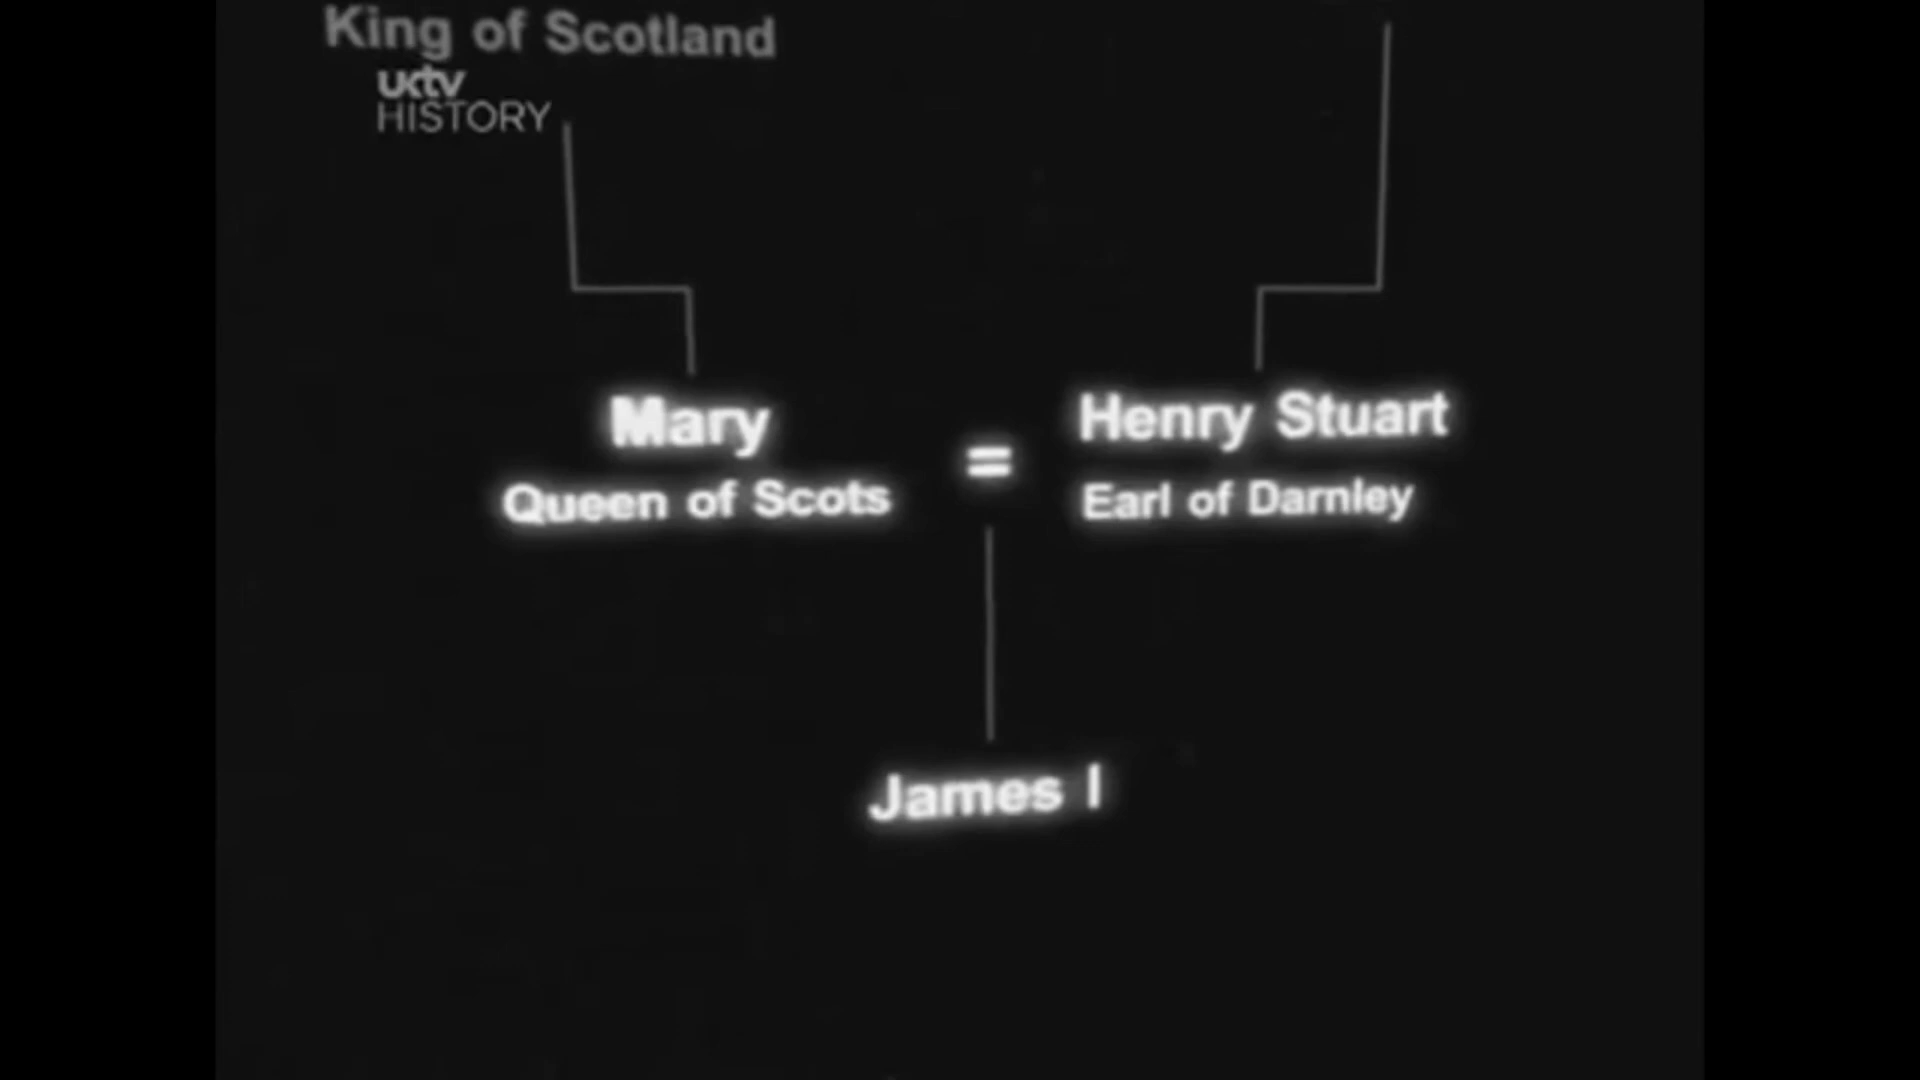 King of Scotland
uktv
HISTORY
Mary
Queen of Scots
=
Henry Stuart
Earl of Darnley
James I